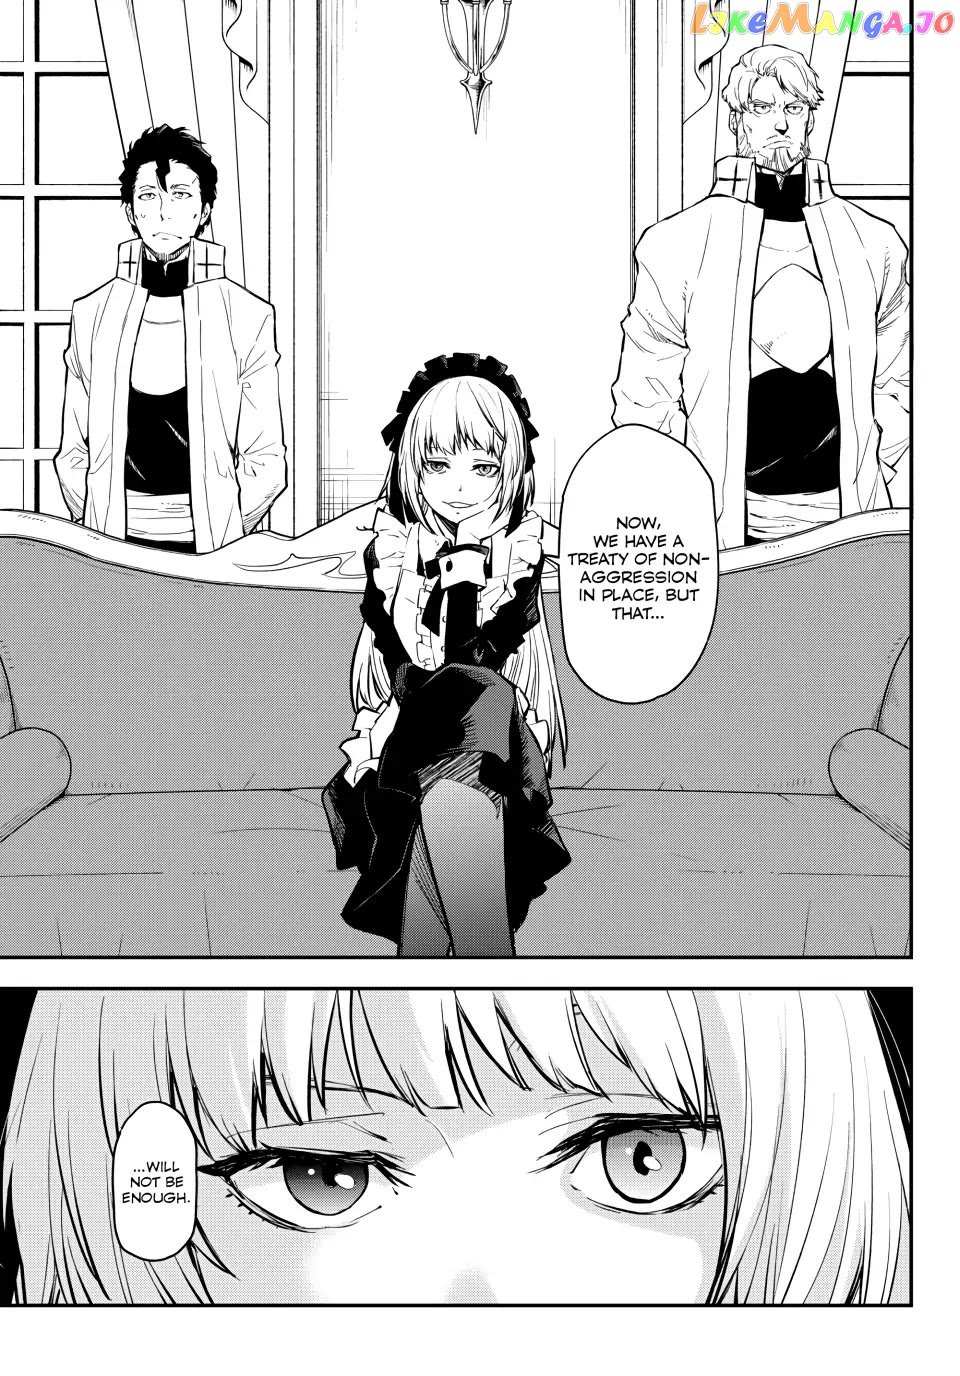 LIKEMANGA.IO
NOW,
WE HAVE A
TREATY OF NON-
AGGRESSION
IN PLACE, BUT
THAT...
...WILL
NOT BE
ENOUGH.